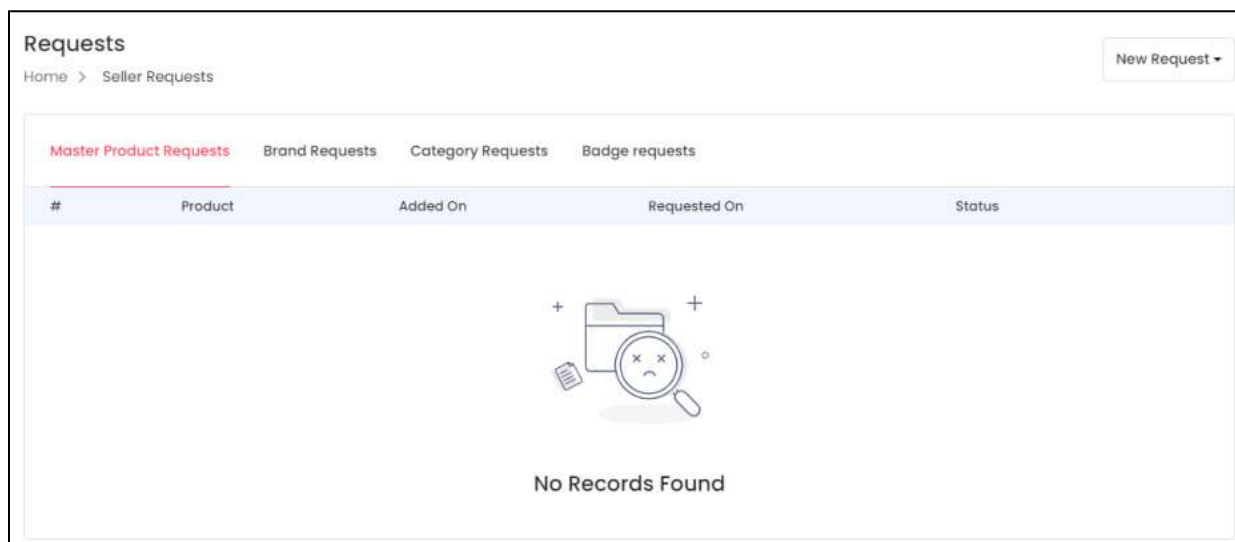 Requests
New Request
Home > Seller Requests
Master Product Requests Brand Requests Category Requests Badge requests
# Product Added On Requested On Status
No Records Found